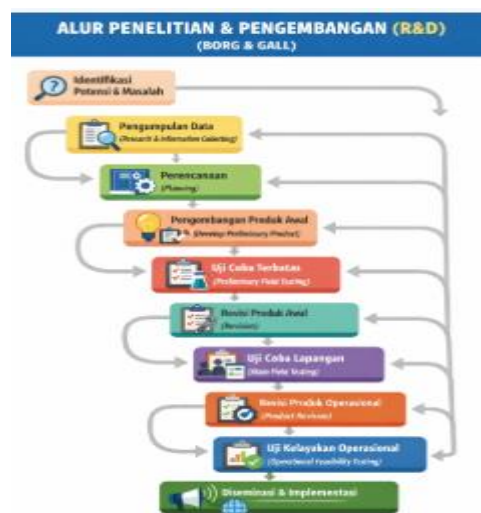 ALUR PENELITIAN & PENGEMBANGAN (R&D)
(BORG & GALL)
Identifikasi
Potensi & Masalah
Pengumpulan Data
(Research & Information Collecting)
Perencanaan
(Planning)
Pengembangan Produk Awal
(Develop Preliminary Product)
Uji Coba Terbatas
(Preliminary Field Testing)
Revisi Produk Awal
(Revision)
Uji Coba Lapangan
(Main Field Testing)
Revisi Produk Operasional
(Product Revision)
Uji Kelayakan Operasional
(Operational Feasibility Testing)
Diseminasi & Implementasi